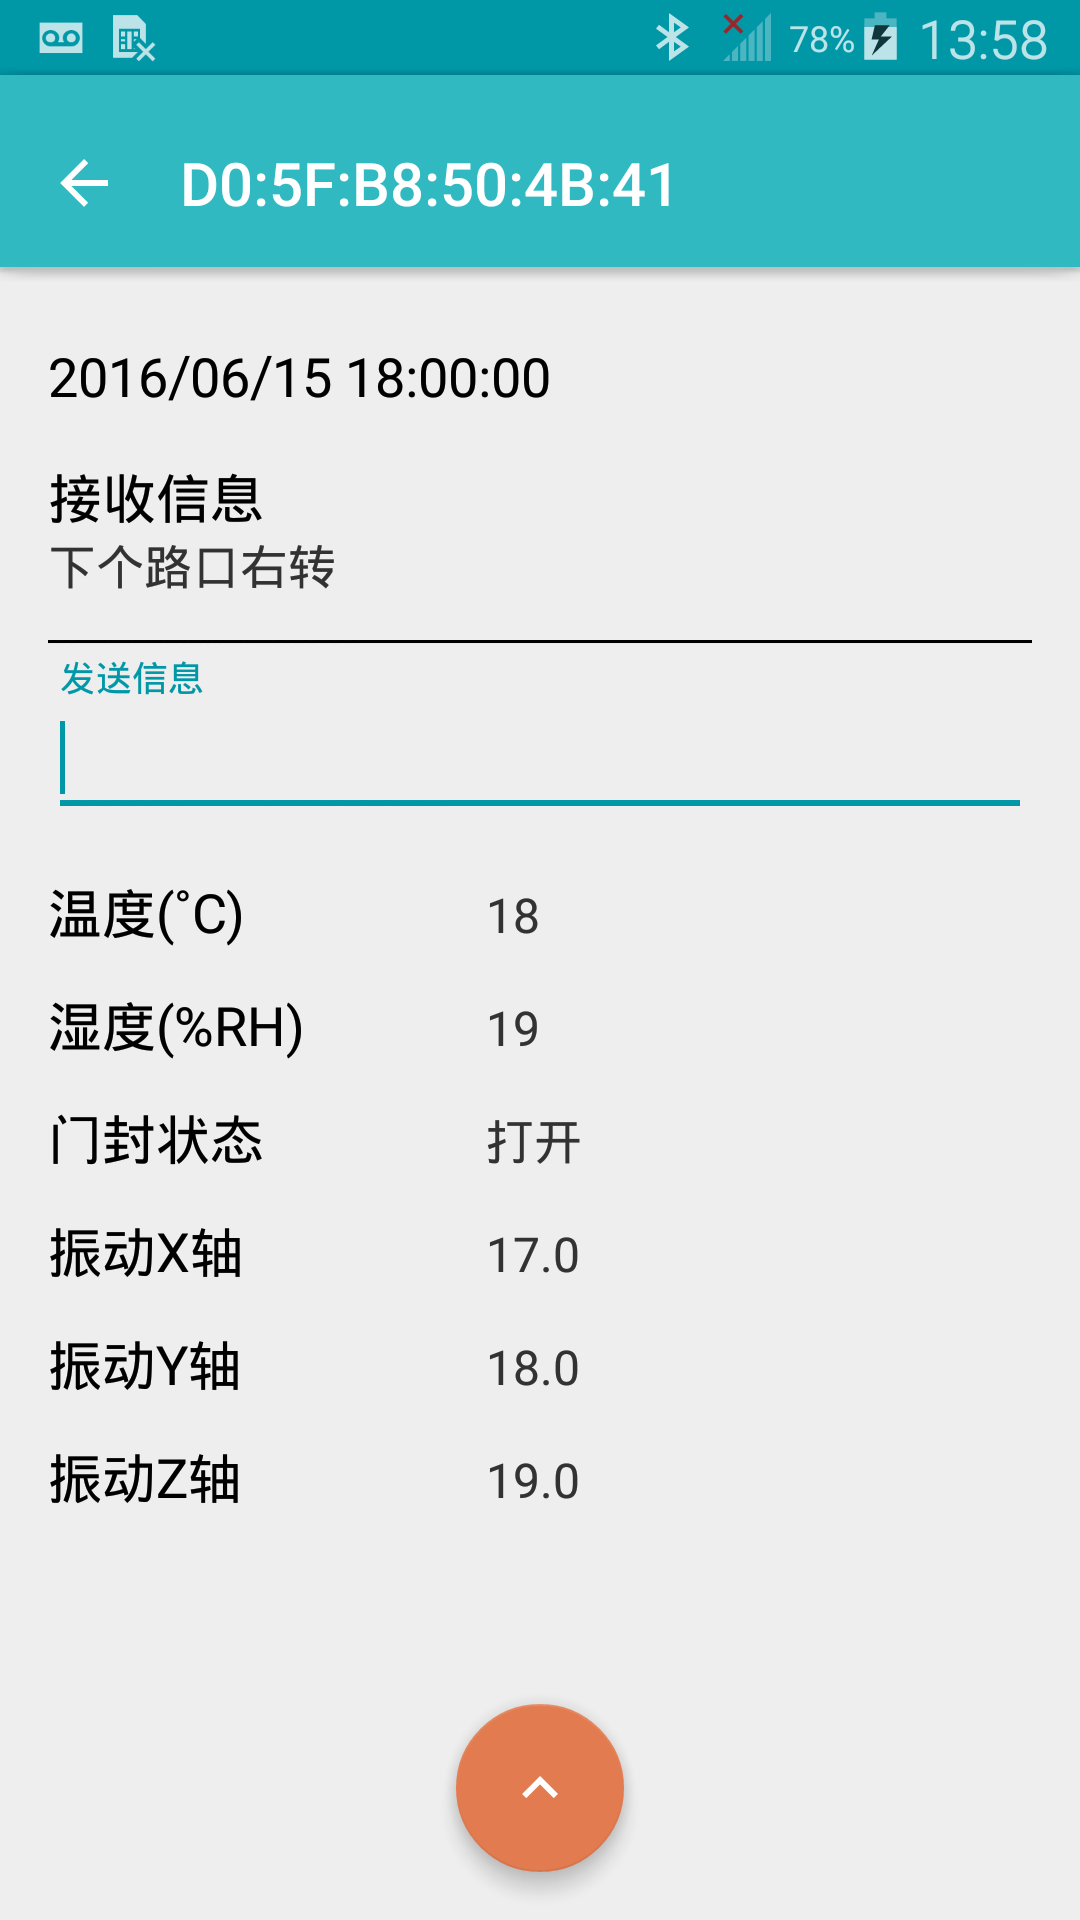 78% 13:58
D0:5F:B8:50:4B:41
2016/06/15 18:00:00
接收信息
下个路口右转
发送信息
温度(°C) 18
湿度(%RH) 19
门封状态 打开
振动X轴 17.0
振动Y轴 18.0
振动Z轴 19.0